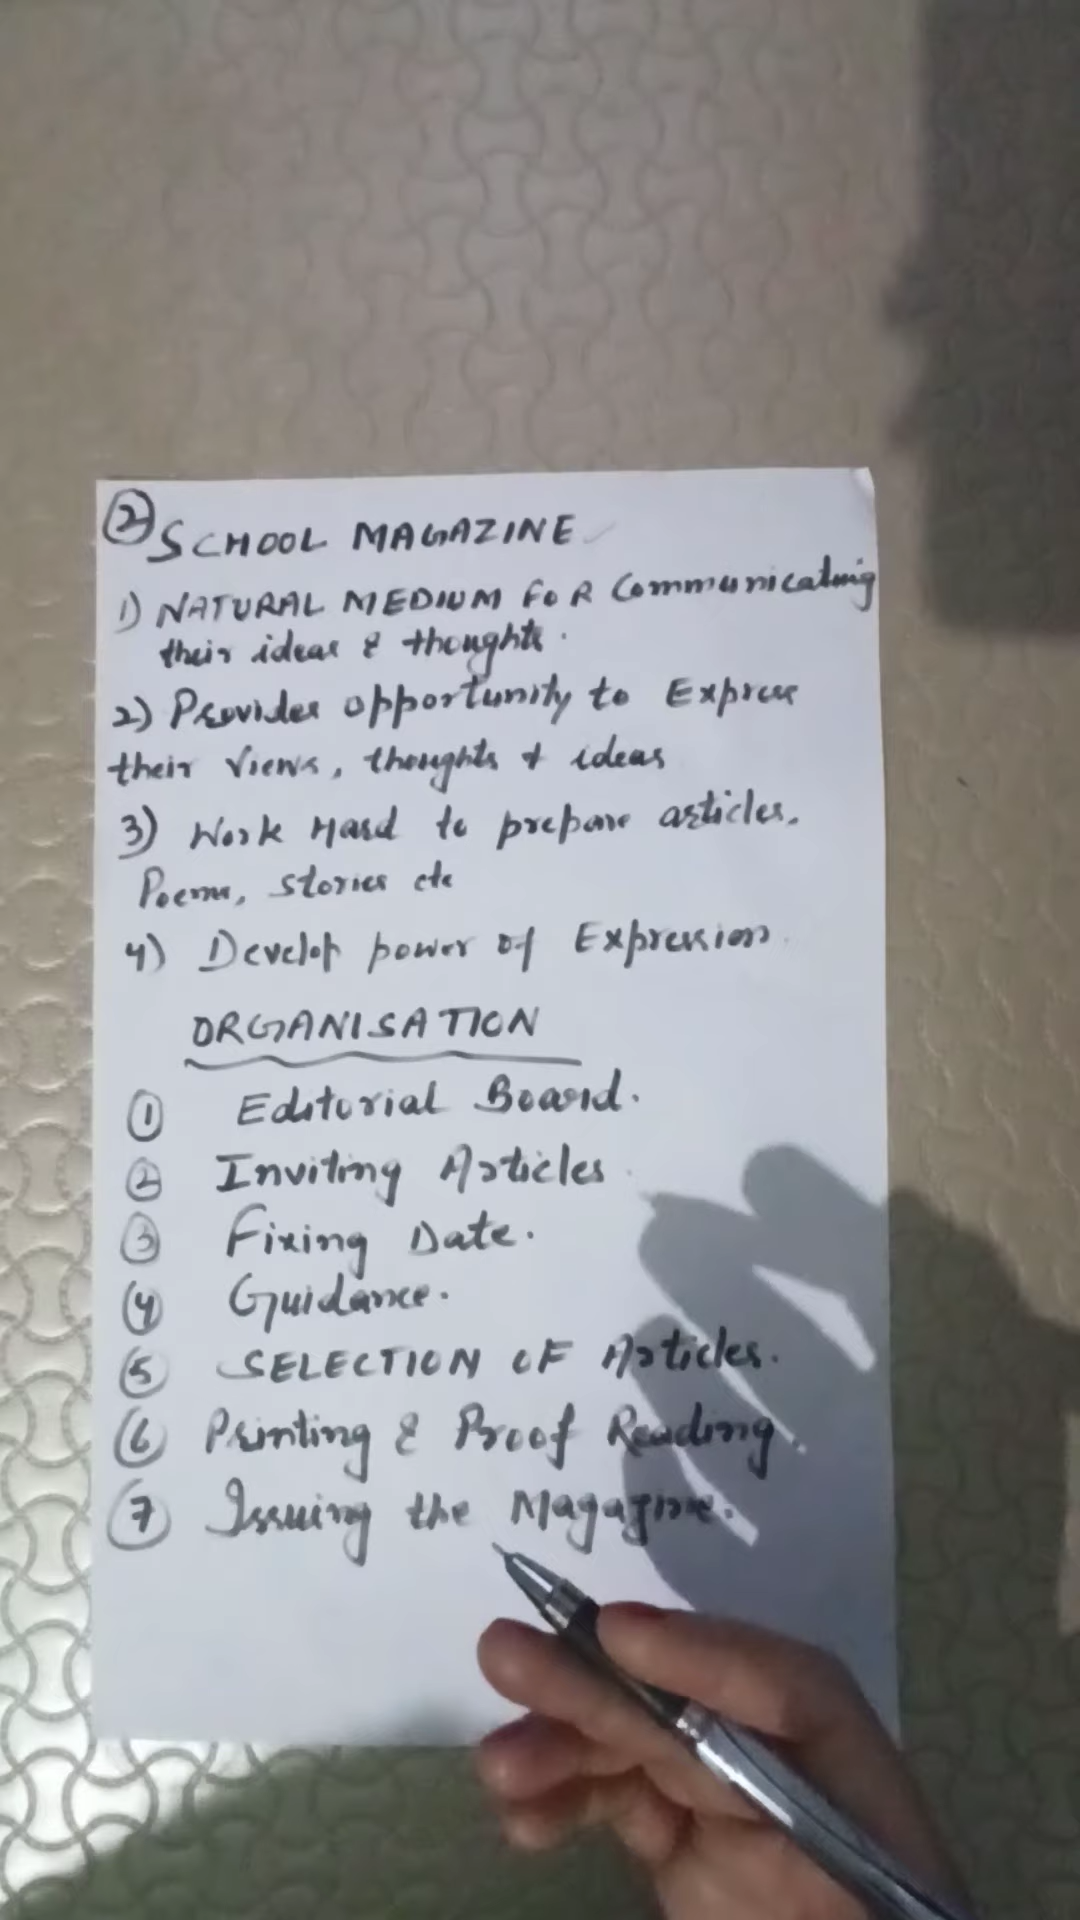 ② SCHOOL MAGAZINE
1) NATURAL MEDIUM FOR Communicating
their ideas & thoughts.
2) Provides opportunity to Express
their views, thoughts & ideas
3) Work Hard to prepare articles,
Poems, stories etc
4) Develop power of Expression.
ORGANISATION
① Editorial Board.
② Inviting Articles
③ Fixing Date.
④ Guidance.
⑤ SELECTION OF Articles.
⑥ Printing & Proof Reading
⑦ Issuing the Magazine.